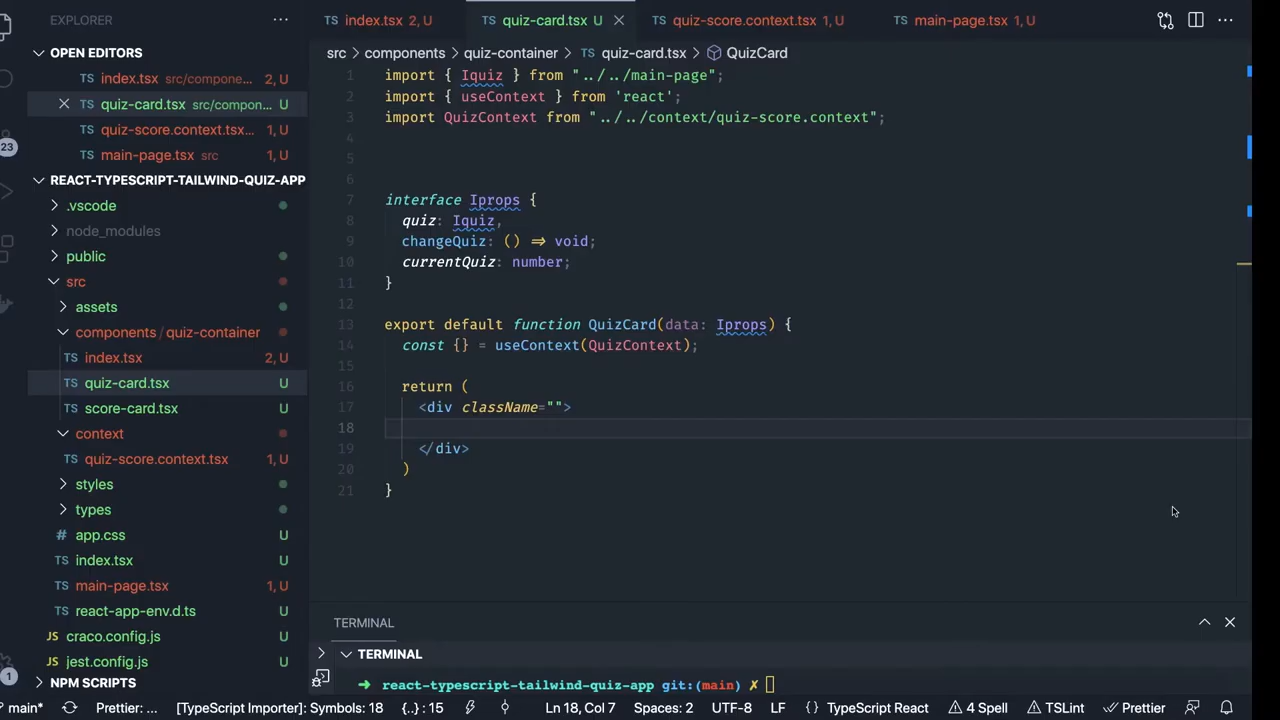 EXPLORER
index.tsx 2, U
quiz-card.tsx U
quiz-score.context.tsx 1, U
main-page.tsx 1, U
OPEN EDITORS
index.tsx src/compone... 2, U
quiz-card.tsx src/compon... U
quiz-score.context.tsx... 1, U
main-page.tsx src 1, U
REACT-TYPESCRIPT-TAILWIND-QUIZ-APP
.vscode
node_modules
public
src
assets
components / quiz-container
index.tsx 2, U
quiz-card.tsx U
score-card.tsx U
context
quiz-score.context.tsx 1, U
styles
types
# app.css U
index.tsx U
main-page.tsx 1, U
react-app-env.d.ts U
craco.config.js U
jest.config.js U
NPM SCRIPTS
23
1
src > components > quiz-container > quiz-card.tsx > QuizCard
1 import { Iquiz } from "../../main-page";
2 import { useContext } from 'react';
3 import QuizContext from "../../context/quiz-score.context";
4
5
6
7 interface Iprops {
8 quiz: Iquiz,
9 changeQuiz: () => void;
10 currentQuiz: number;
11 }
12
13 export default function QuizCard(data: Iprops) {
14 const {} = useContext(QuizContext);
15
16 return (
17 <div className="">
18
19 </div>
20 )
21 }
TERMINAL
TERMINAL
➜ react-typescript-tailwind-quiz-app git:(main) ✗
main* Prettier: ... [TypeScript Importer]: Symbols: 18 {..} : 15 Ln 18, Col 7 Spaces: 2 UTF-8 LF {} TypeScript React 4 Spell TSLint Prettier